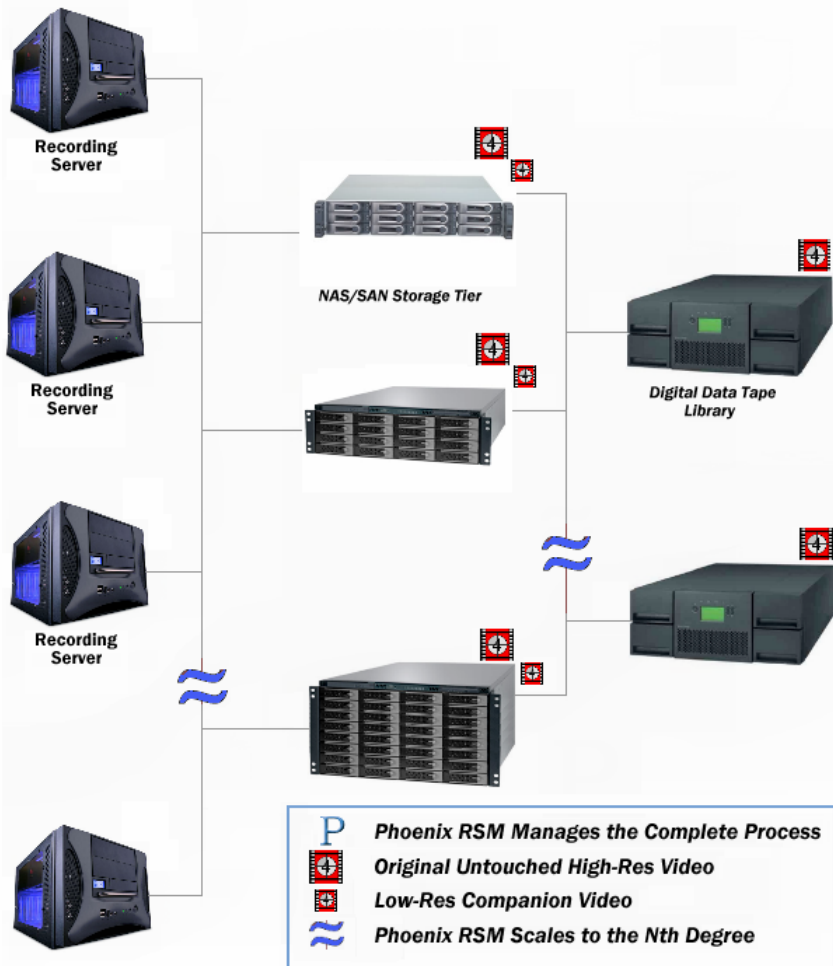 Recording
Server
NAS/SAN Storage Tier
Recording
Server
Digital Data Tape
Library
Recording
Server
P Phoenix RSM Manages the Complete Process
4 Original Untouched High-Res Video
Low-Res Companion Video
≈ Phoenix RSM Scales to the Nth Degree